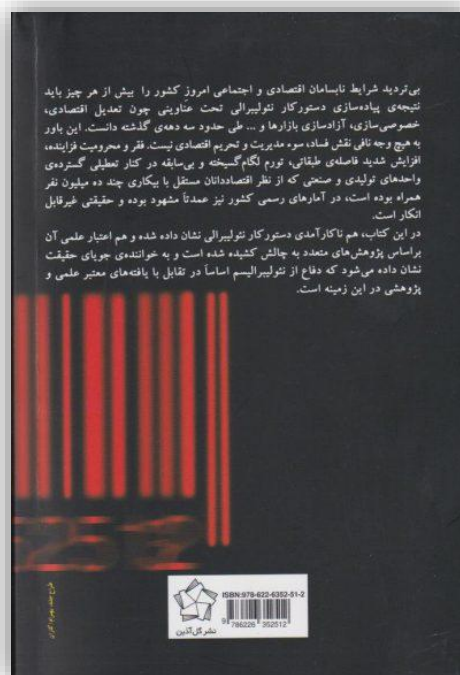 بی‌تردید شرایط نابسامان اقتصادی و اجتماعی امروز کشور را بیش از هر چیز باید
نتیجه‌ی پیاده‌سازی دستورکار نئولیبرالی تحت عناوینی چون تعدیل اقتصادی،
خصوصی‌سازی، آزادسازی بازارها و ... طی حدود سه دهه‌ی گذشته دانست. این باور
به هیچ وجه نافی نقش فساد، سوء مدیریت و تحریم اقتصادی نیست. فقر و محرومیت فزاینده،
افزایش شدید فاصله‌ی طبقاتی، تورم لگام‌گسیخته و بی‌سابقه در کنار تعطیلی گسترده‌ی
واحدهای تولیدی و صنعتی که از نظر اقتصاددانان مستقل با بیکاری چند ده میلیون نفر
همراه بوده است، در آمارهای رسمی کشور نیز عمدتاً مشهود بوده و حقیقتی غیرقابل
انکار است.
در این کتاب، هم ناکارآمدی دستورکار نئولیبرالی نشان داده شده و هم اعتبار علمی آن
براساس پژوهش‌های متعدد به چالش کشیده شده است و به خواننده‌ی جویای حقیقت
نشان داده می‌شود که دفاع از نئولیبرالیسم اساساً در تقابل با یافته‌های معتبر علمی و
پژوهشی در این زمینه است.
ISBN:978-622-6352-51-2
9 786226 352512
نشر گل‌آذین
طرح جلد: